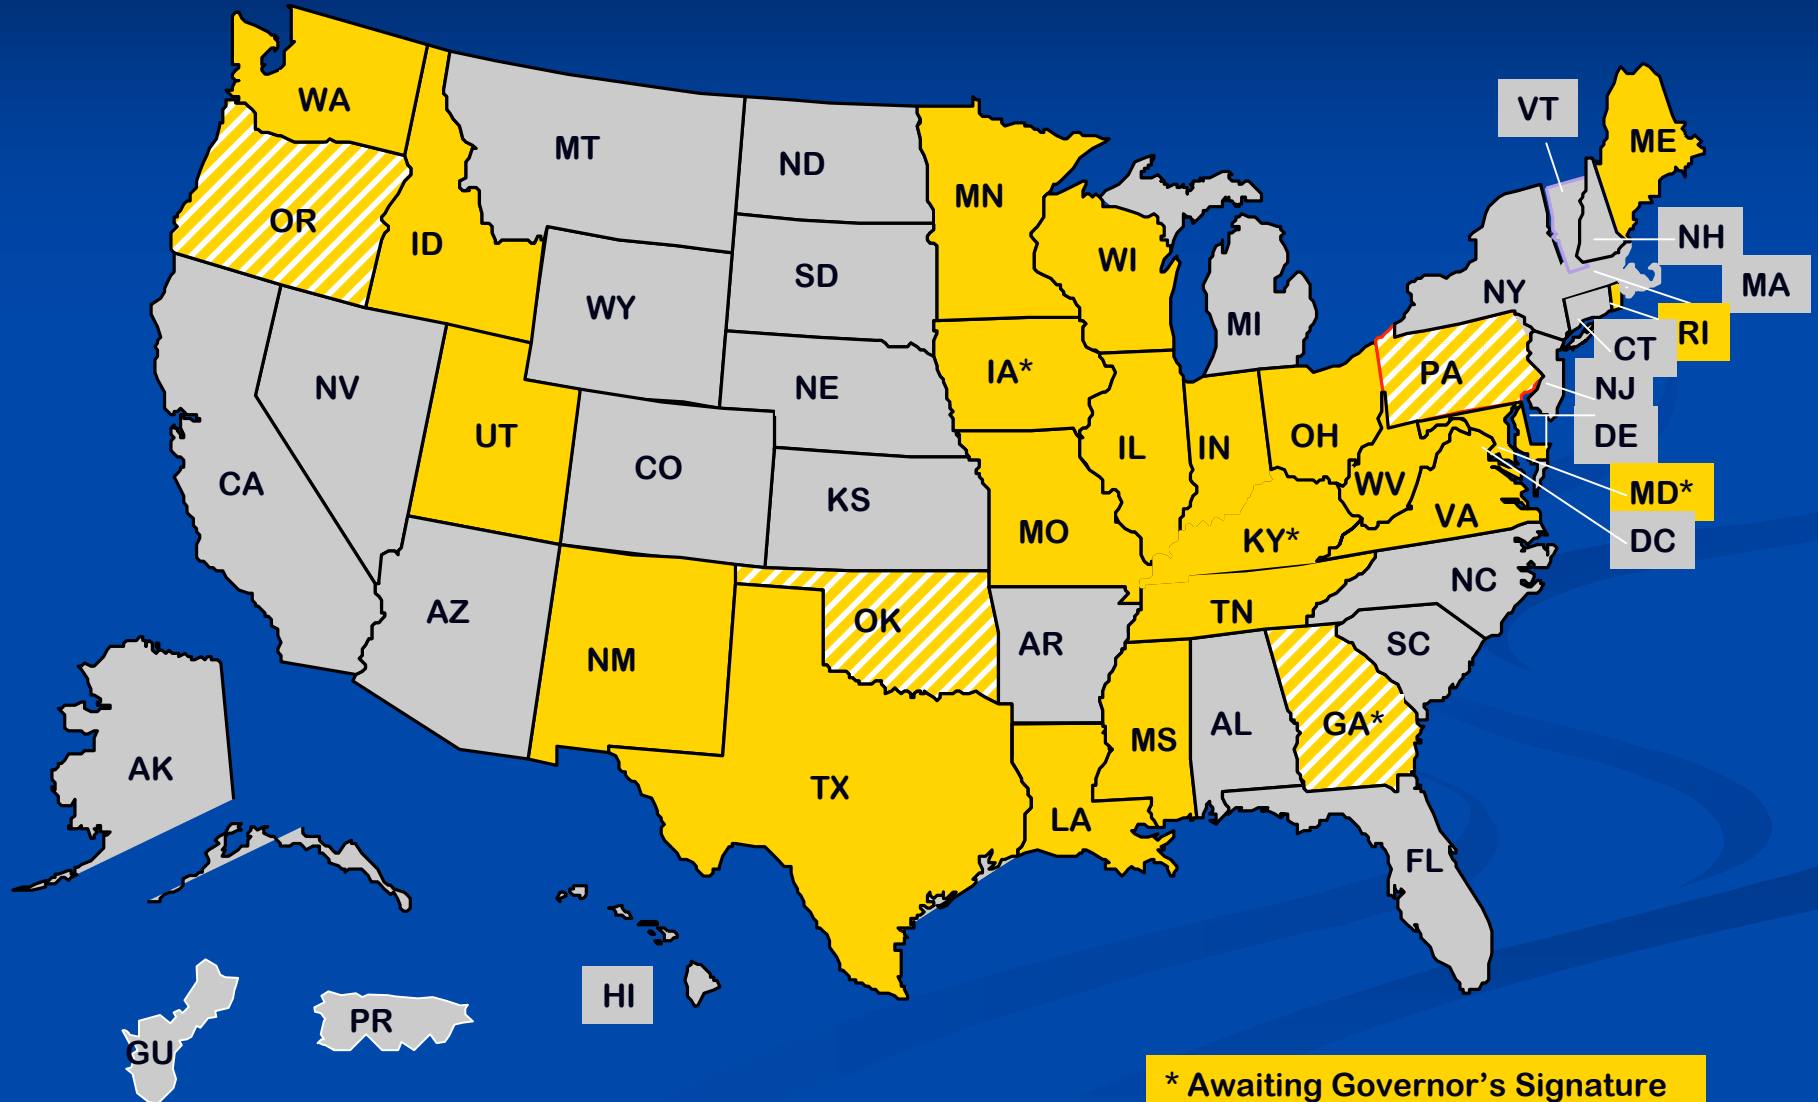 WA
MT
ND
MN
VT
ME
OR
ID
WI
NH
SD
MA
WY
NY
MI
RI
CT
IA*
PA
NV
NE
NJ
UT
IL
IN
OH
DE
CO
CA
WV
MD*
KS
VA
MO
KY*
DC
NC
AZ
TN
OK
AR
SC
NM
GA*
AL
MS
AK
TX
LA
FL
HI
PR
GU
* Awaiting Governor’s Signature